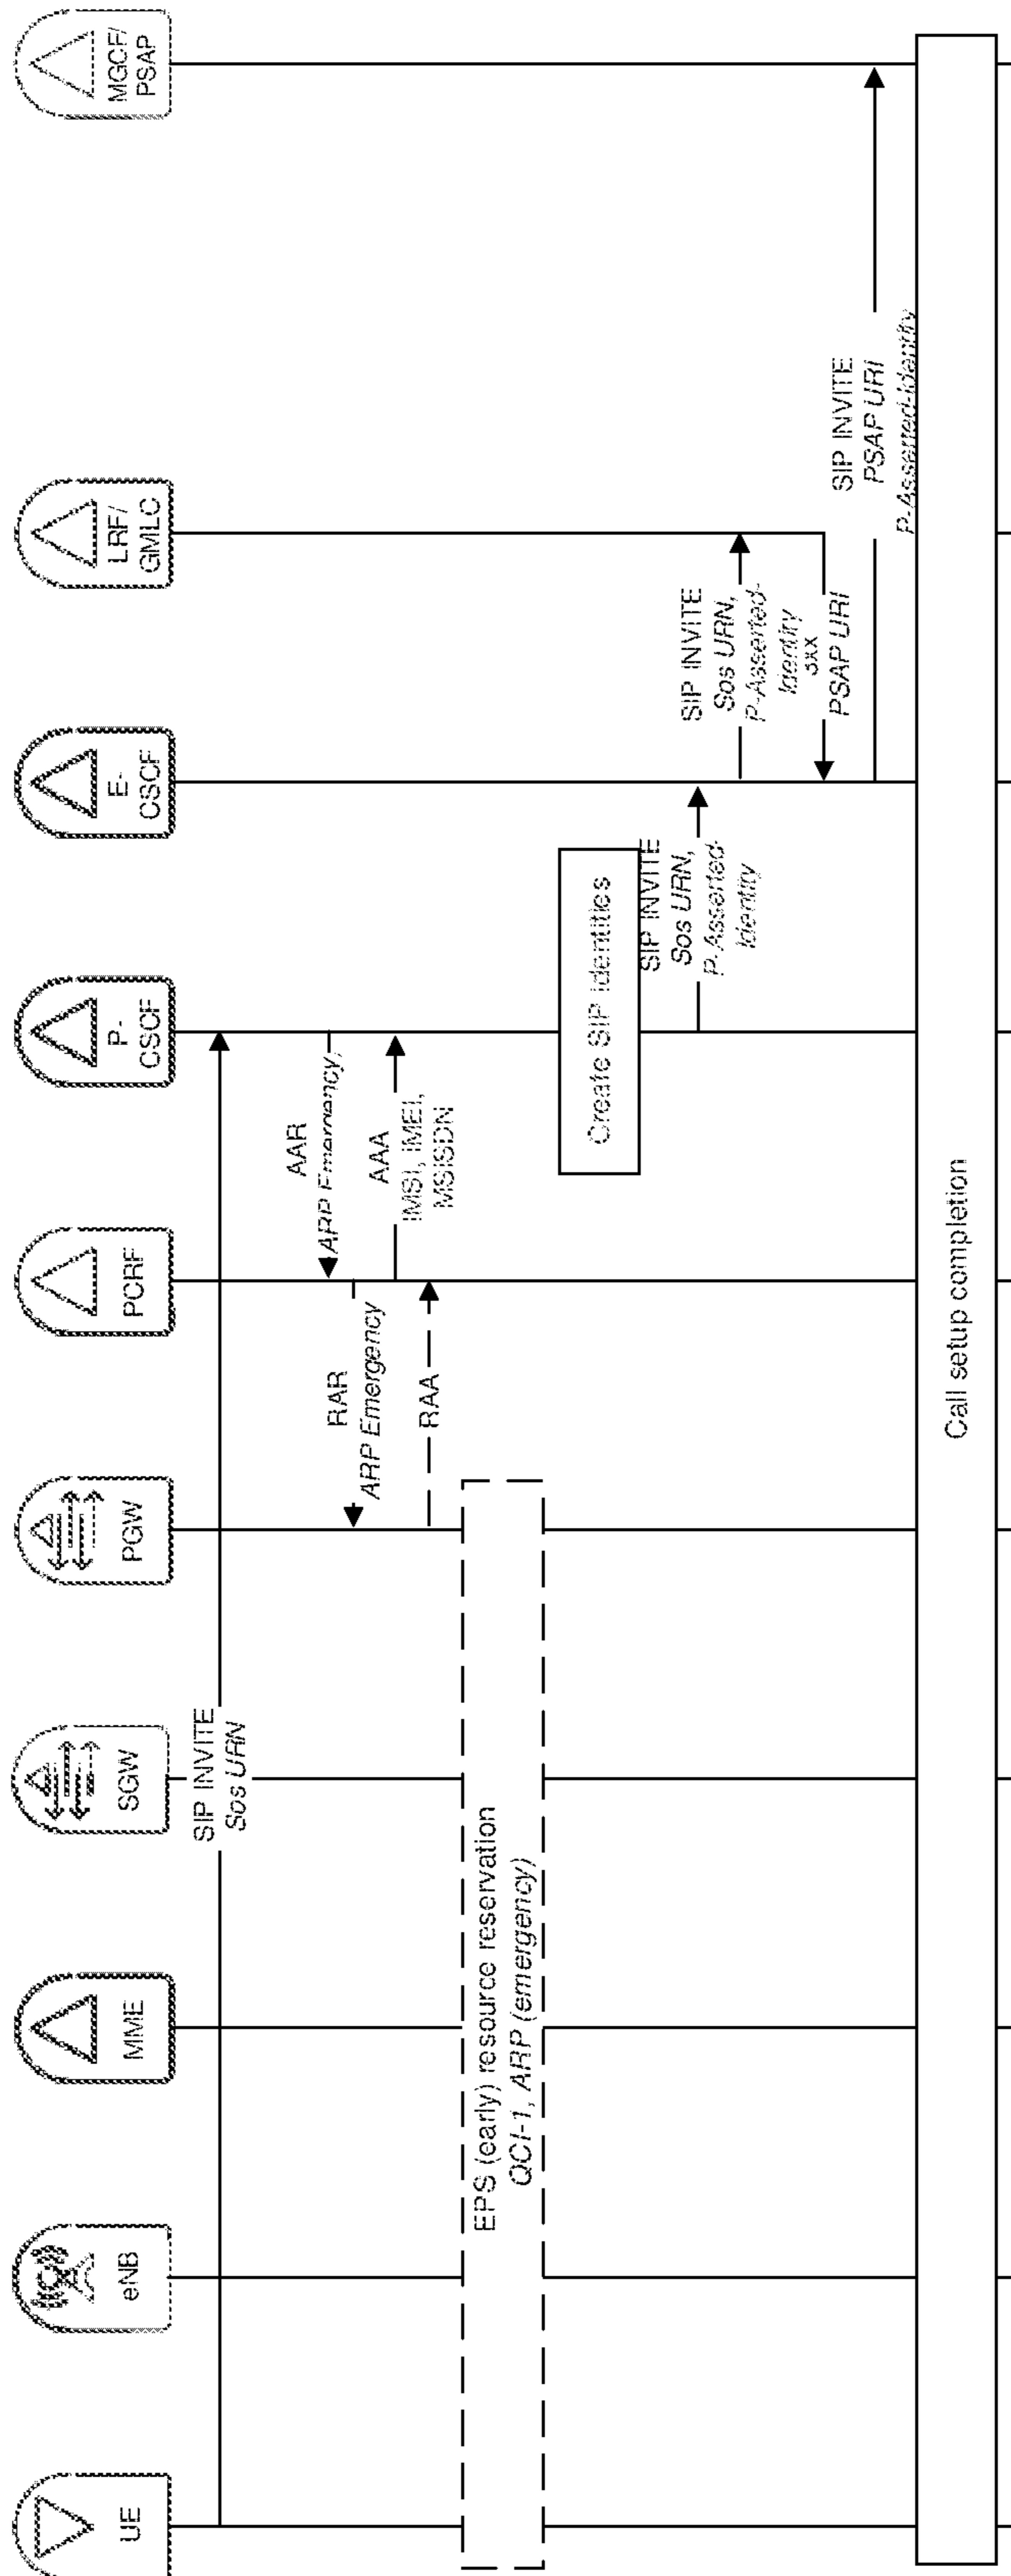 UE
eNB
MME
SGW
PGW
PCRF
P-
CSCF
E-
CSCF
LRF/
GMLC
MGCF/
PSAP
SIP INVITE
Sos URN
AAR
ARP Emergency,
RAR
ARP Emergency
AAA
IMSI, IMEI,
MSISDN
RAA
EPS (early) resource reservation
QCI-1, ARP (emergency)
Create SIP identities
SIP INVITE
Sos URN,
P-Asserted-
Identity
SIP INVITE
Sos URN,
P-Asserted-
Identity
3xx
PSAP URI
SIP INVITE
PSAP URI
P-Asserted-Identity
Call setup completion